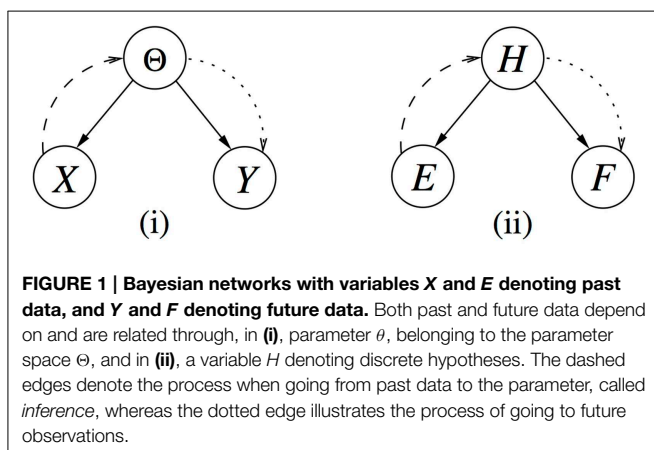 Θ
H
X
Y
E
F
(i)
(ii)
FIGURE 1 | Bayesian networks with variables X and E denoting past
data, and Y and F denoting future data. Both past and future data depend
on and are related through, in (i), parameter θ, belonging to the parameter
space Θ, and in (ii), a variable H denoting discrete hypotheses. The dashed
edges denote the process when going from past data to the parameter, called
inference, whereas the dotted edge illustrates the process of going to future
observations.